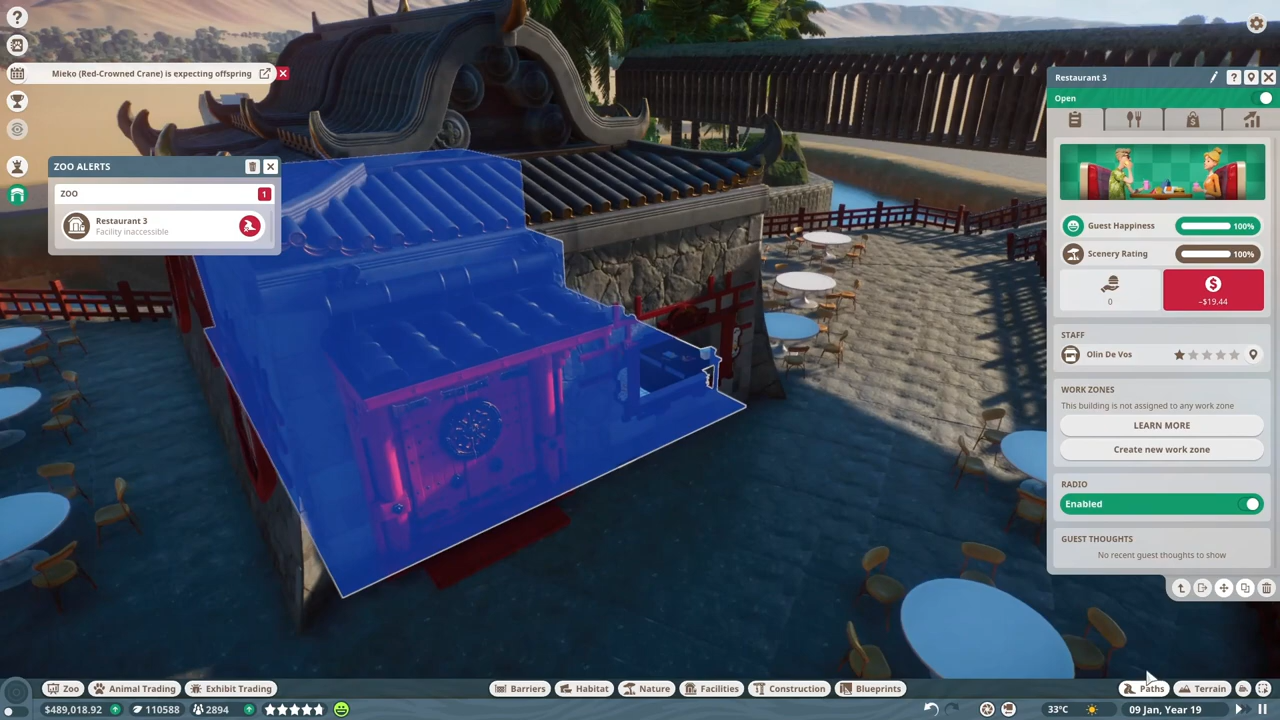 ?
Mieko (Red-Crowned Crane) is expecting offspring
ZOO ALERTS
ZOO
1
Restaurant 3
Facility inaccessible
Restaurant 3
?
Open
Guest Happiness
100%
Scenery Rating
100%
0
–$19.44
STAFF
Olin De Vos
WORK ZONES
This building is not assigned to any work zone
LEARN MORE
Create new work zone
RADIO
Enabled
GUEST THOUGHTS
No recent guest thoughts to show
Zoo
Animal Trading
Exhibit Trading
Barriers
Habitat
Nature
Facilities
Construction
Blueprints
Paths
Terrain
$489,018.92
110588
2894
33°C
09 Jan, Year 19